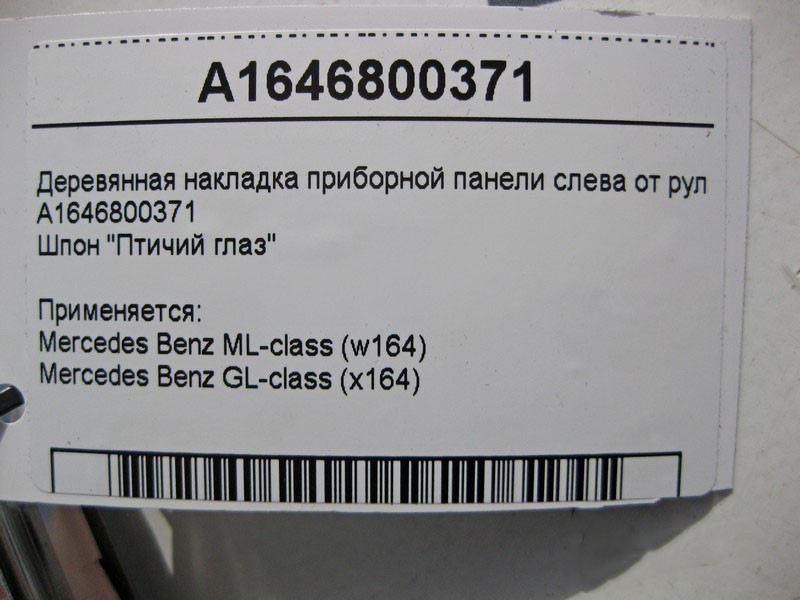 A1646800371
Деревянная накладка приборной панели слева от рул
A1646800371
Шпон "Птичий глаз"
Применяется:
Mercedes Benz ML-class (w164)
Mercedes Benz GL-class (x164)